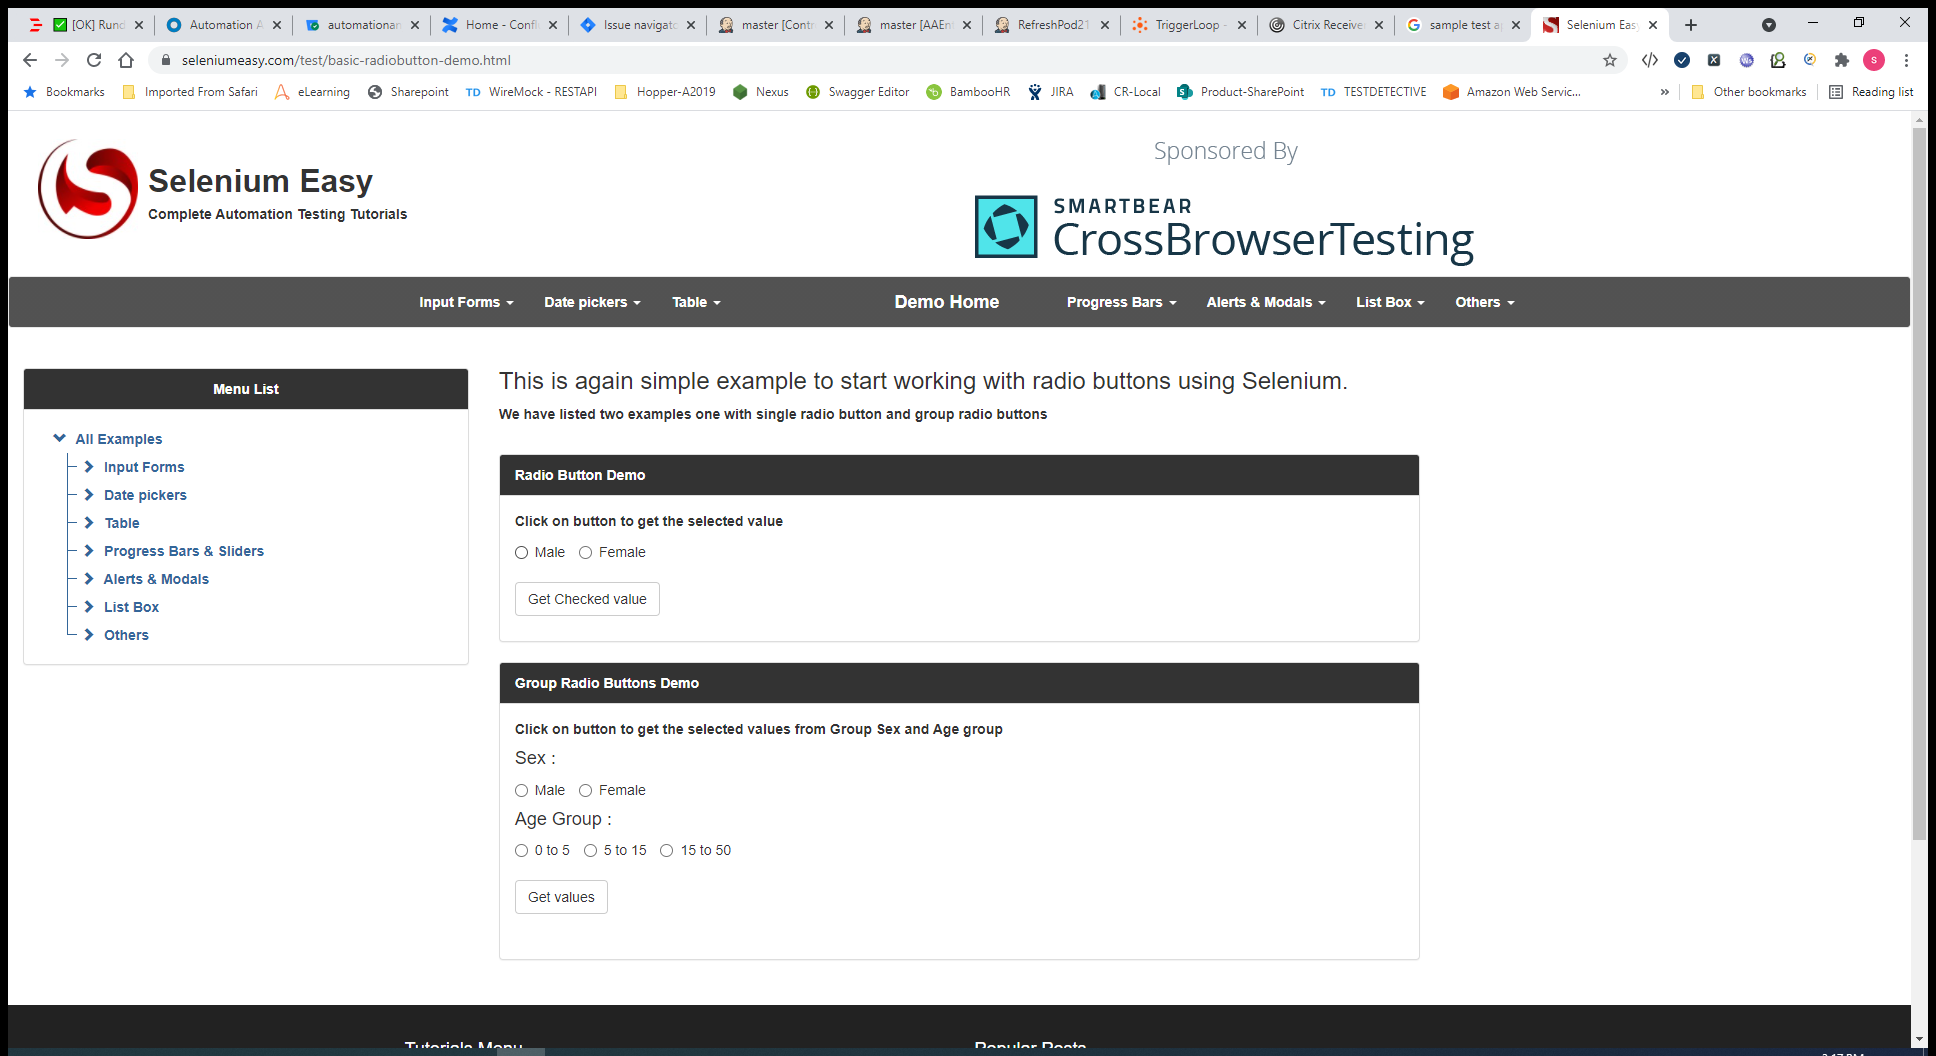 [OK] Rund
Automation A
automationan
Home - Confl
Issue navigato
master [Contr
master [AAEnt
RefreshPod21
TriggerLoop -
Citrix Receiver
sample test ap
Selenium Easy
seleniumeasy.com/test/basic-radiobutton-demo.html
Bookmarks
Imported From Safari
eLearning
Sharepoint
TD WireMock - RESTAPI
Hopper-A2019
Nexus
Swagger Editor
BambooHR
JIRA
CR-Local
Product-SharePoint
TD TESTDETECTIVE
Amazon Web Servic...
»
Other bookmarks
Reading list
Selenium Easy
Complete Automation Testing Tutorials
Sponsored By
SMARTBEAR
CrossBrowserTesting
Input Forms
Date pickers
Table
Demo Home
Progress Bars
Alerts & Modals
List Box
Others
Menu List
All Examples
Input Forms
Date pickers
Table
Progress Bars & Sliders
Alerts & Modals
List Box
Others
This is again simple example to start working with radio buttons using Selenium.
We have listed two examples one with single radio button and group radio buttons
Radio Button Demo
Click on button to get the selected value
Male Female
Get Checked value
Group Radio Buttons Demo
Click on button to get the selected values from Group Sex and Age group
Sex :
Male Female
Age Group :
0 to 5 5 to 15 15 to 50
Get values
Tutorials Menu
Popular Posts